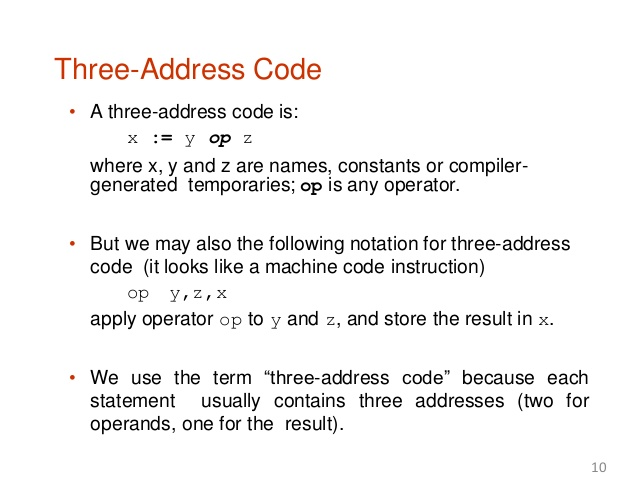 Three-Address Code
• A three-address code is:
x := y op z
where x, y and z are names, constants or compiler-
generated temporaries; op is any operator.
• But we may also the following notation for three-address
code (it looks like a machine code instruction)
op y,z,x
apply operator op to y and z, and store the result in x.
• We use the term “three-address code” because each
statement usually contains three addresses (two for
operands, one for the result).
10